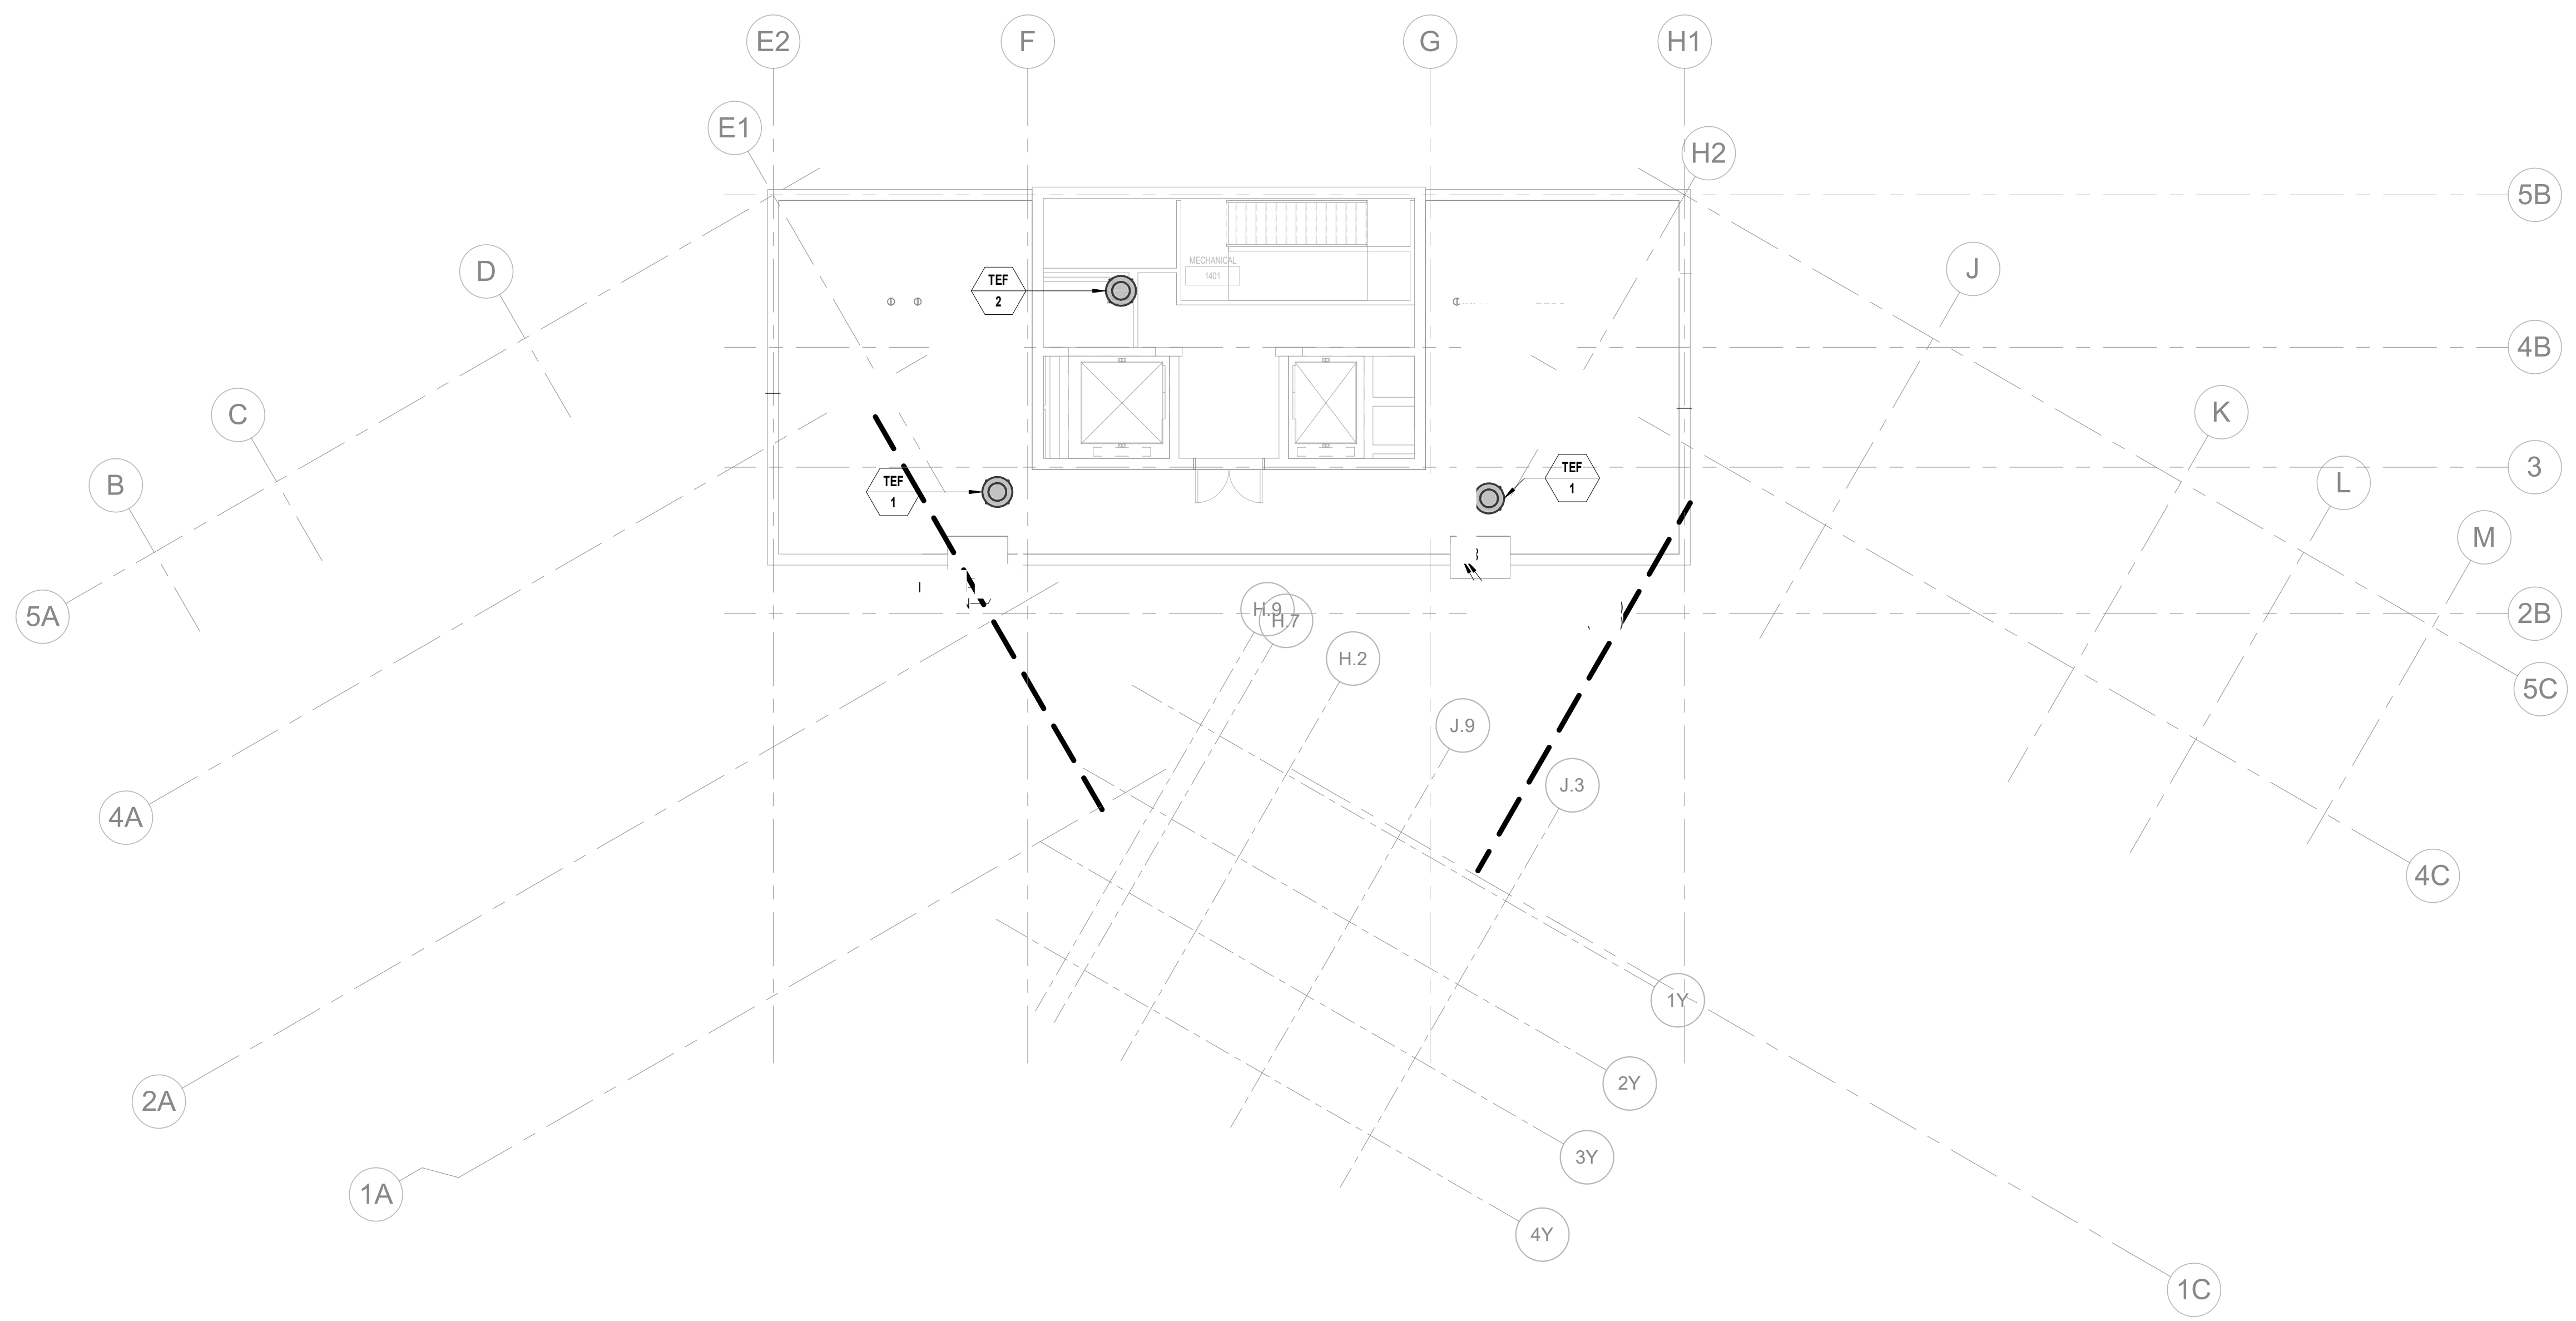 E2
F
G
H1
E1
H2
5B
D
J
MECHANICAL
1401
TEF
2
4B
C
K
B
TEF
1
TEF
1
3
L
M
5A
H.9
H.7
2B
H.2
5C
J.9
J.3
4A
4C
1Y
2A
2Y
3Y
1A
4Y
1C